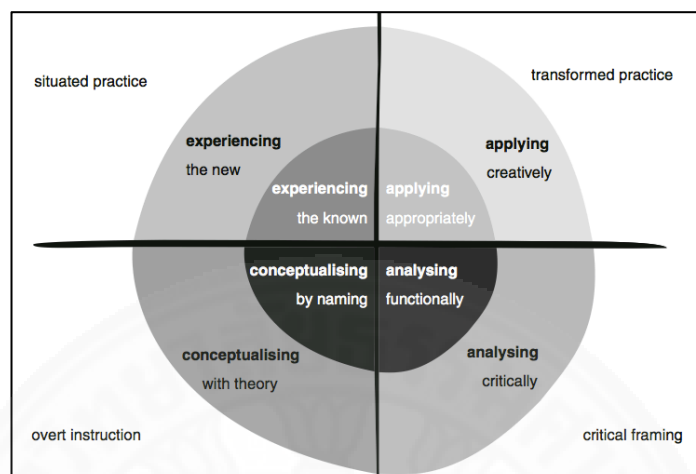 situated practice
transformed practice
experiencing
the new
applying
creatively
experiencing
the known
applying
appropriately
conceptualising
by naming
analysing
functionally
conceptualising
with theory
analysing
critically
overt instruction
critical framing